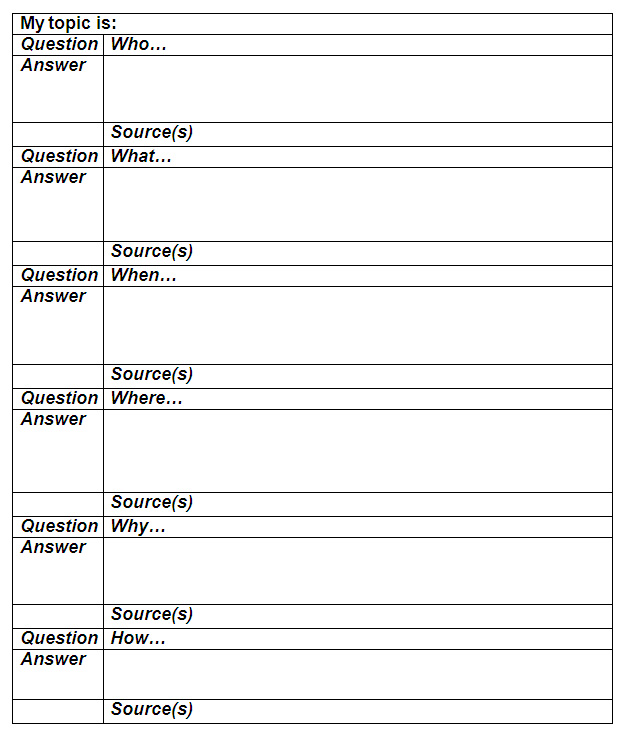 My topic is:
Question Who…
Answer
Source(s)
Question What…
Answer
Source(s)
Question When…
Answer
Source(s)
Question Where…
Answer
Source(s)
Question Why…
Answer
Source(s)
Question How…
Answer
Source(s)